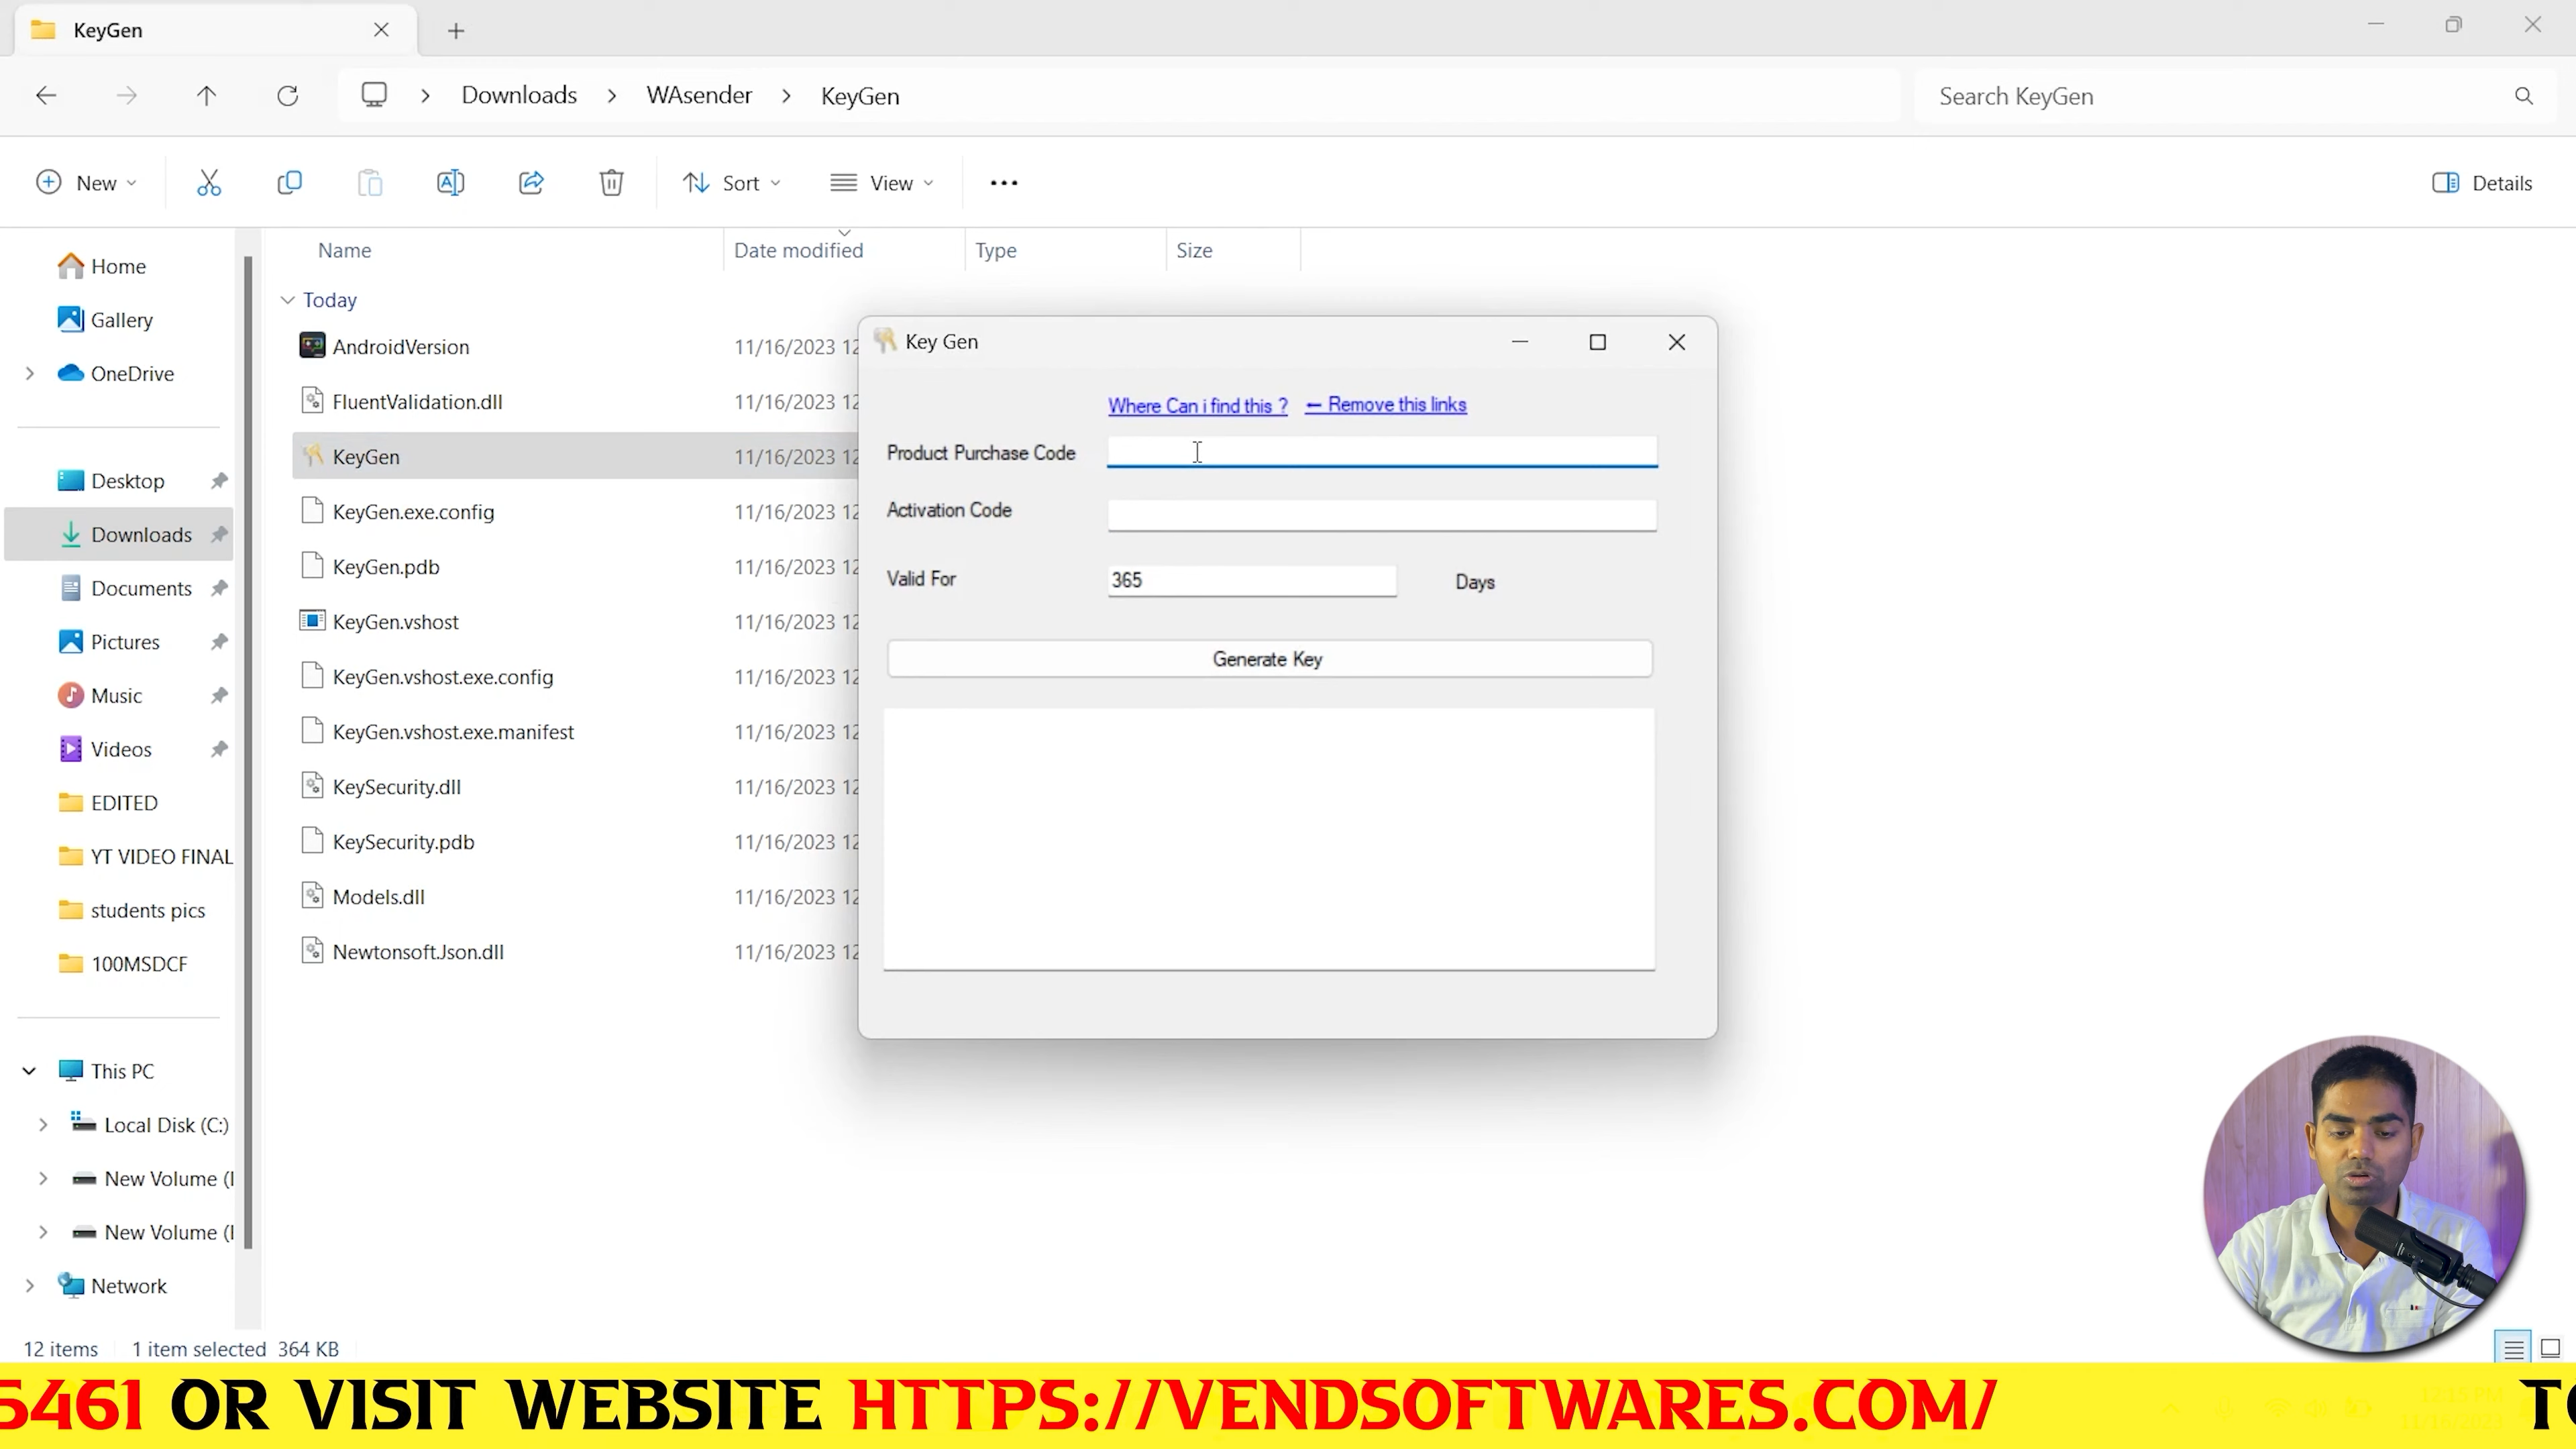 KeyGen
Downloads > WAsender > KeyGen
Search KeyGen
New
Sort
View
Details
Name
Date modified
Type
Size
Home
Gallery
OneDrive
Desktop
Downloads
Documents
Pictures
Music
Videos
EDITED
YT VIDEO FINAL
students pics
100MSDCF
This PC
Local Disk (C:)
New Volume (
New Volume (
Network
Today
AndroidVersion 11/16/2023 12
FluentValidation.dll 11/16/2023 12
KeyGen 11/16/2023 12
KeyGen.exe.config 11/16/2023 12
KeyGen.pdb 11/16/2023 12
KeyGen.vshost 11/16/2023 12
KeyGen.vshost.exe.config 11/16/2023 12
KeyGen.vshost.exe.manifest 11/16/2023 12
KeySecurity.dll 11/16/2023 12
KeySecurity.pdb 11/16/2023 12
Models.dll 11/16/2023 12
Newtonsoft.Json.dll 11/16/2023 12
Key Gen
Where Can i find this ? ← Remove this links
Product Purchase Code
Activation Code
Valid For 365 Days
Generate Key
12 items 1 item selected 364 KB
5461 OR VISIT WEBSITE HTTPS://VENDSOFTWARES.COM/ TO